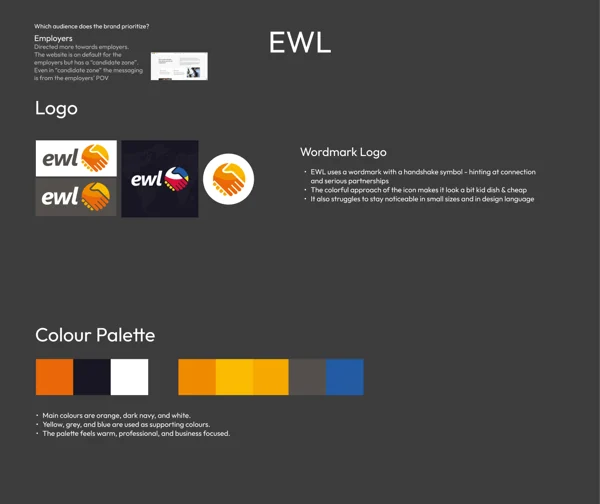 Which audience does the brand prioritize?
EWL
Employers
Directed more towards employers.
The website is on default for the
employers but has a “candidate zone”.
Even in “candidate zone” the messaging
is from the employers’ POV
Logo
ewl
ewl
ewl
Wordmark Logo
• EWL uses a wordmark with a handshake symbol - hinting at connection
and serious partnerships
• The colorful approach of the icon makes it look a bit kid dish & cheap
• It also struggles to stay noticeable in small sizes and in design language
Colour Palette
• Main colours are orange, dark navy, and white.
• Yellow, grey, and blue are used as supporting colours.
• The palette feels warm, professional, and business focused.